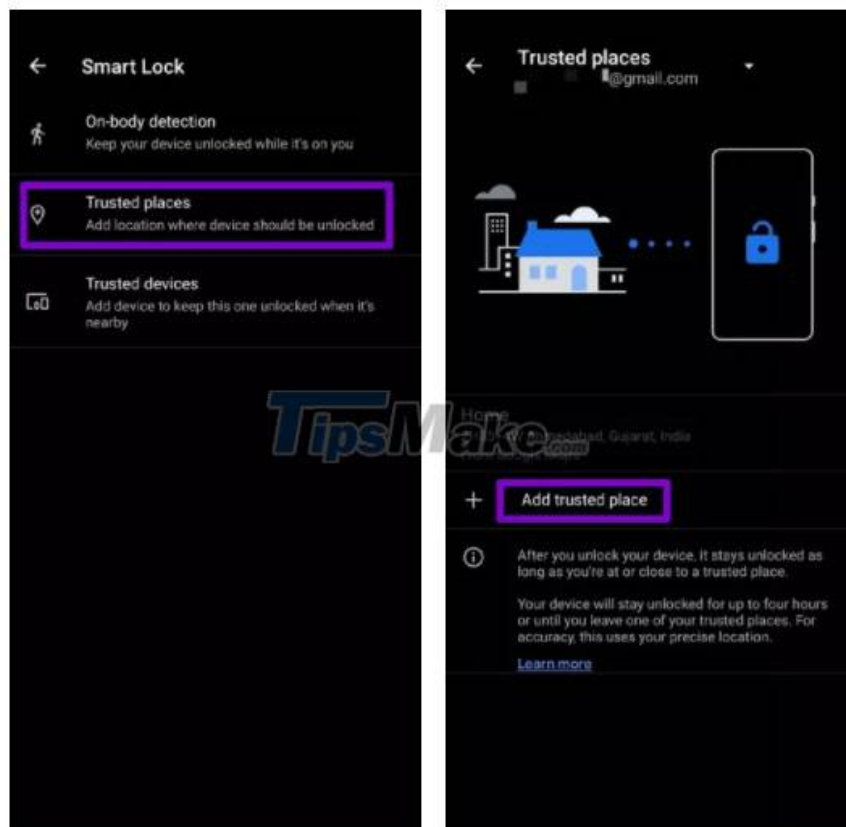 Smart Lock
On-body detection
Keep your device unlocked while it's on you
Trusted places
Add location where device should be unlocked
Trusted devices
Add device to keep this one unlocked when it's
nearby
Trusted places
@gmail.com
TipsMake.com
Home
Ahmedabad, Gujarat, India
Add trusted place
After you unlock your device, it stays unlocked as
long as you're at or close to a trusted place.
Your device will stay unlocked for up to four hours
or until you leave one of your trusted places. For
accuracy, this uses your precise location.
Learn more